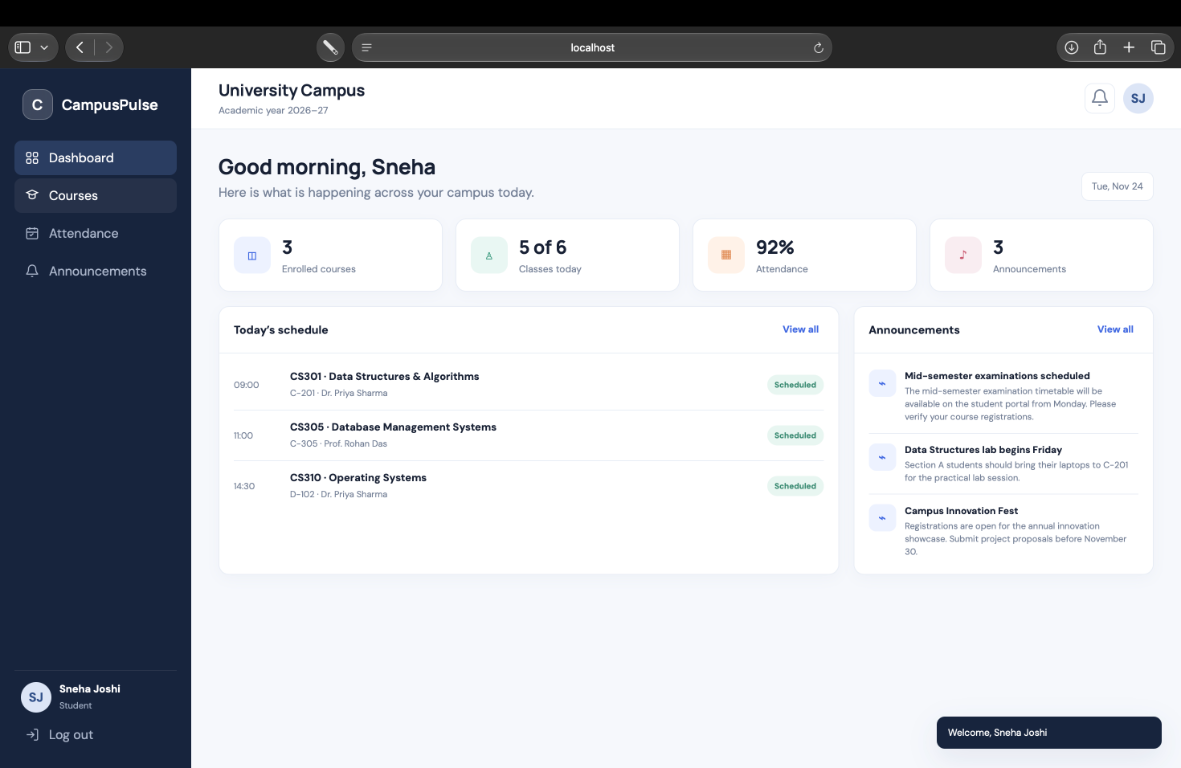 localhost
C CampusPulse
Dashboard
Courses
Attendance
Announcements
Sneha Joshi
SJ
Student
Log out
University Campus
Academic year 2026–27
SJ
Good morning, Sneha
Here is what is happening across your campus today.
Tue, Nov 24
3
Enrolled courses
5 of 6
Classes today
92%
Attendance
3
Announcements
Today's schedule
View all
09:00
CS301 · Data Structures & Algorithms
C-201 · Dr. Priya Sharma
Scheduled
11:00
CS305 · Database Management Systems
C-305 · Prof. Rohan Das
Scheduled
14:30
CS310 · Operating Systems
D-102 · Dr. Priya Sharma
Scheduled
Announcements
View all
Mid-semester examinations scheduled
The mid-semester examination timetable will be
available on the student portal from Monday. Please
verify your course registrations.
Data Structures lab begins Friday
Section A students should bring their laptops to C-201
for the practical lab session.
Campus Innovation Fest
Registrations are open for the annual innovation
showcase. Submit project proposals before November
30.
Welcome, Sneha Joshi